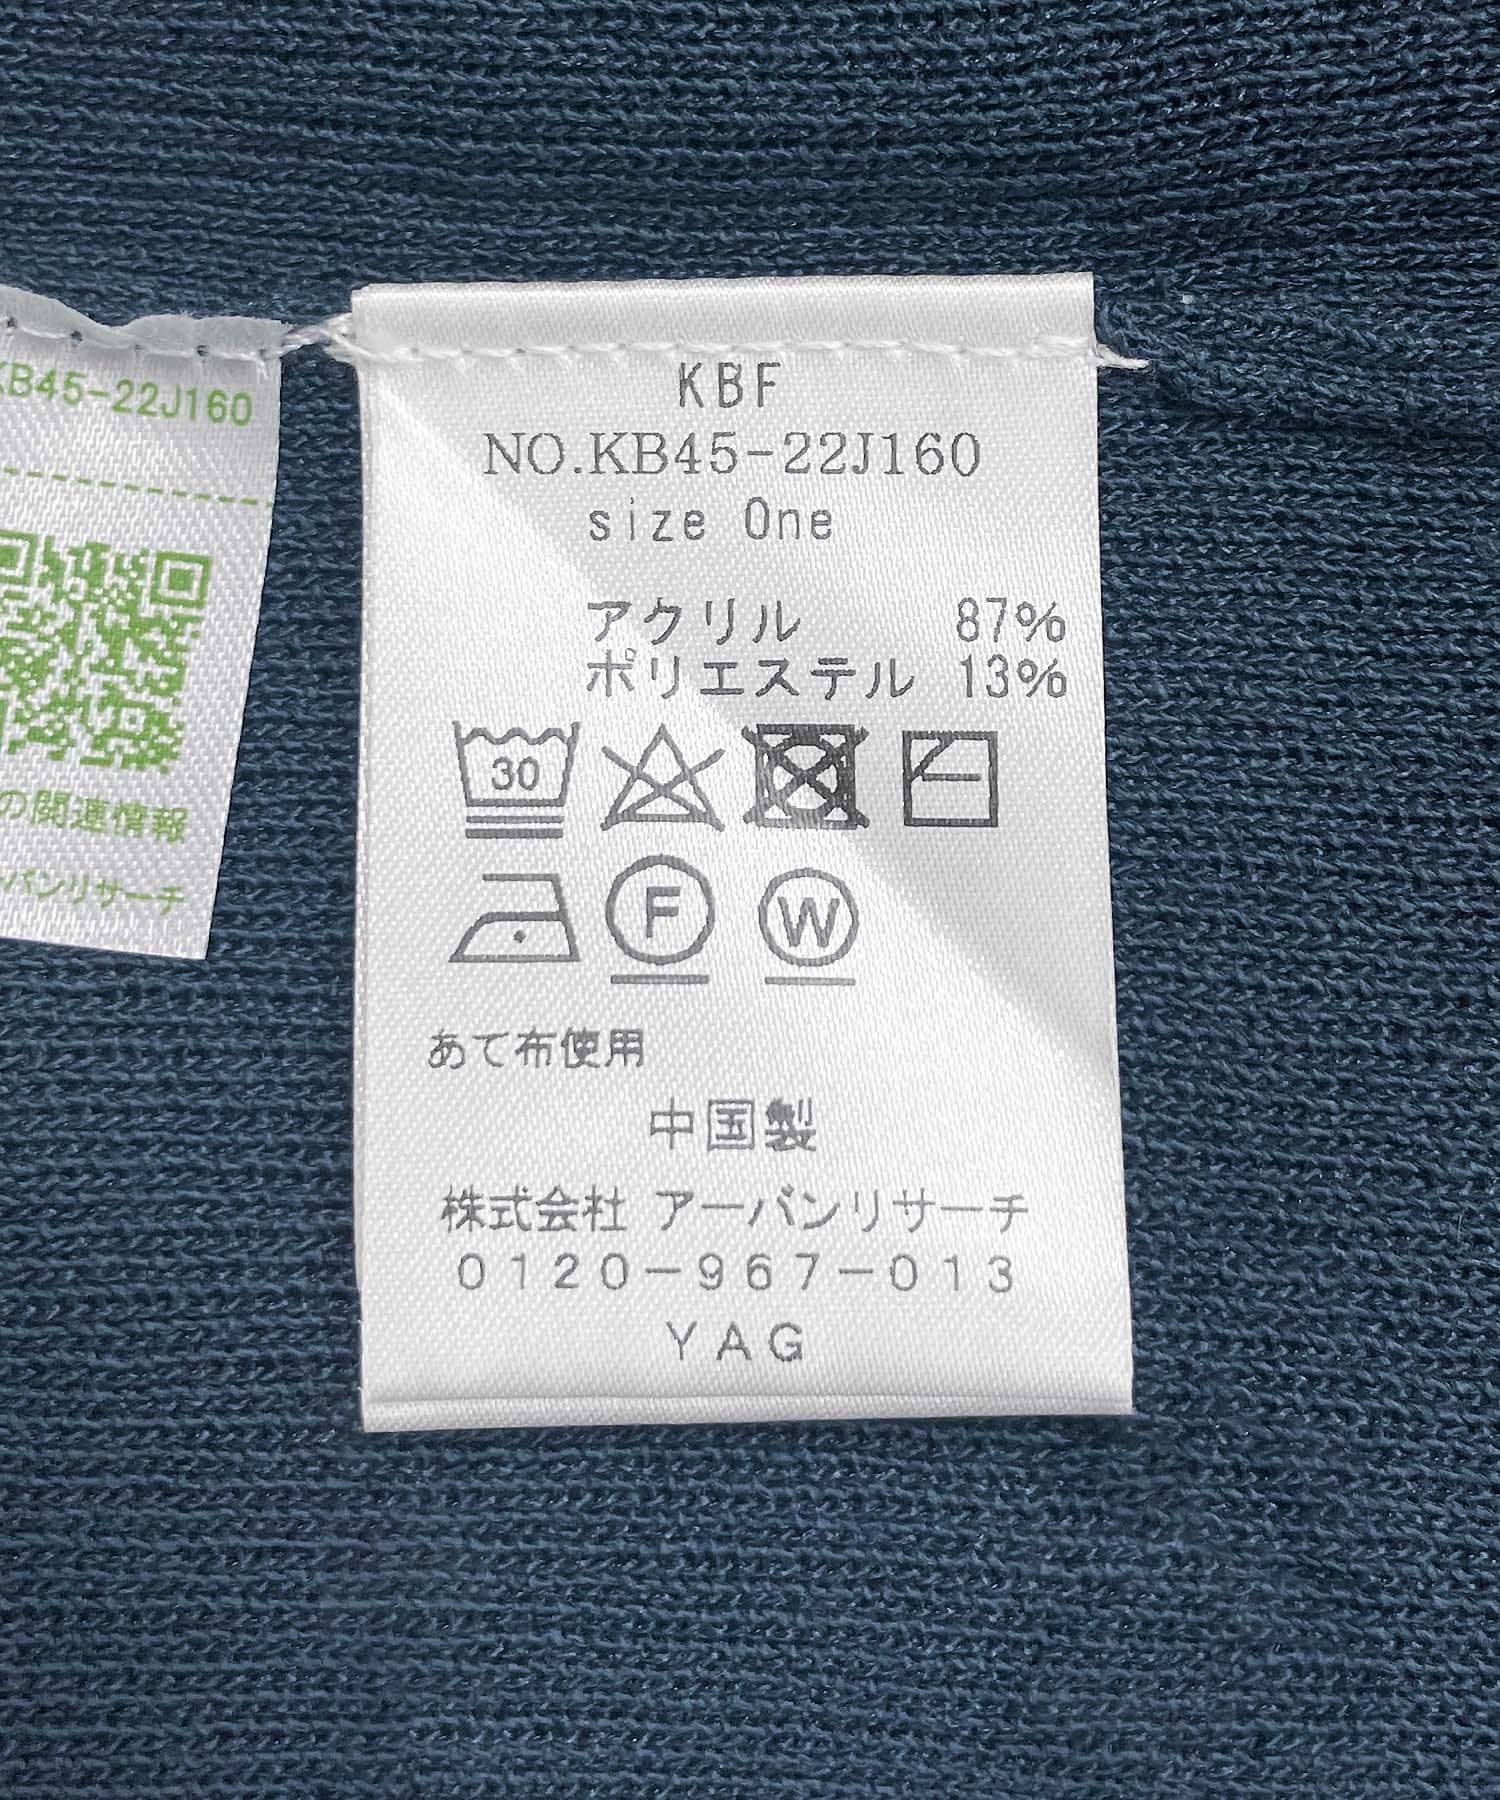 KB45-22J160
の関連情報
ーバンリサーチ
KBF
NO.KB45-22J160
size One
アクリル 87%
ポリエステル 13%
30
F W
あて布使用
中国製
株式会社 アーバンリサーチ
0120-967-013
YAG